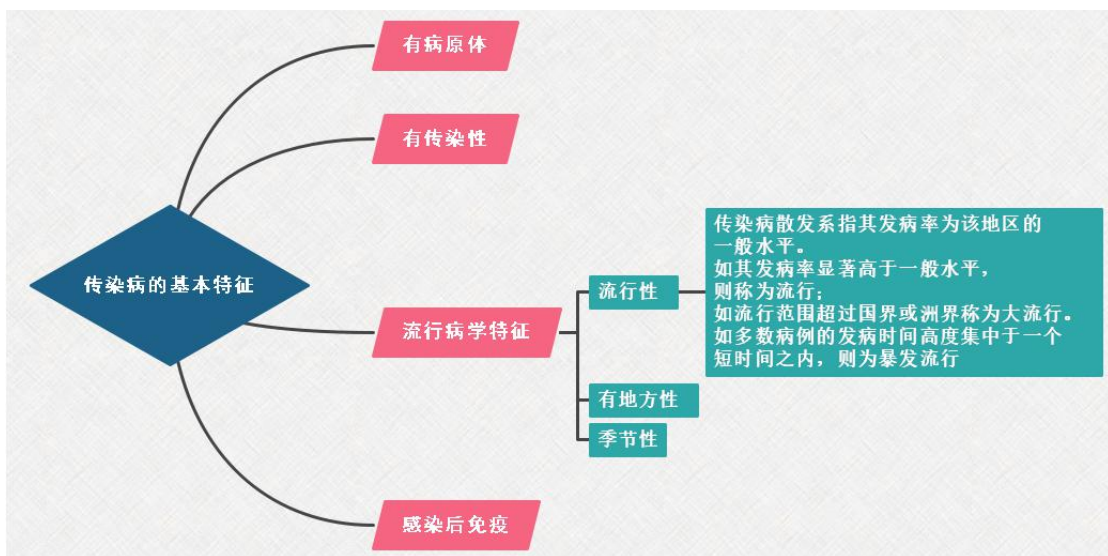 有病原体
有传染性
传染病的基本特征
流行病学特征
流行性
传染病散发系指其发病率为该地区的
一般水平。
如其发病率显著高于一般水平，
则称为流行；
如流行范围超过国界或洲界称为大流行。
如多数病例的发病时间高度集中于一个
短时间之内，则为暴发流行
有地方性
季节性
感染后免疫